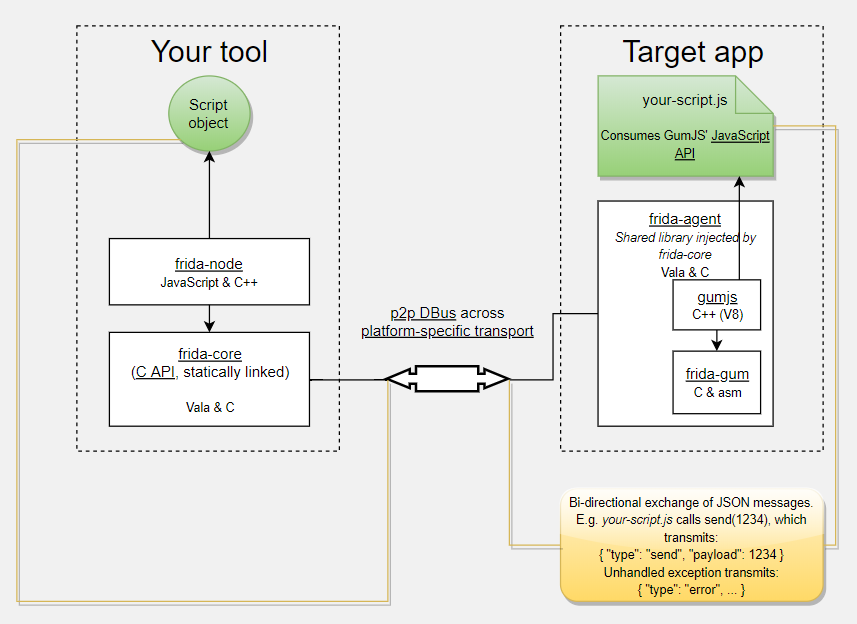 Your tool
Script
object
frida-node
JavaScript & C++
frida-core
(C API, statically linked)
Vala & C
p2p DBus across
platform-specific transport
Target app
your-script.js
Consumes GumJS' JavaScript
API
frida-agent
Shared library injected by
frida-core
Vala & C
gumjs
C++ (V8)
frida-gum
C & asm
Bi-directional exchange of JSON messages.
E.g. your-script.js calls send(1234), which
transmits:
{ "type": "send", "payload": 1234 }
Unhandled exception transmits:
{ "type": "error", ... }